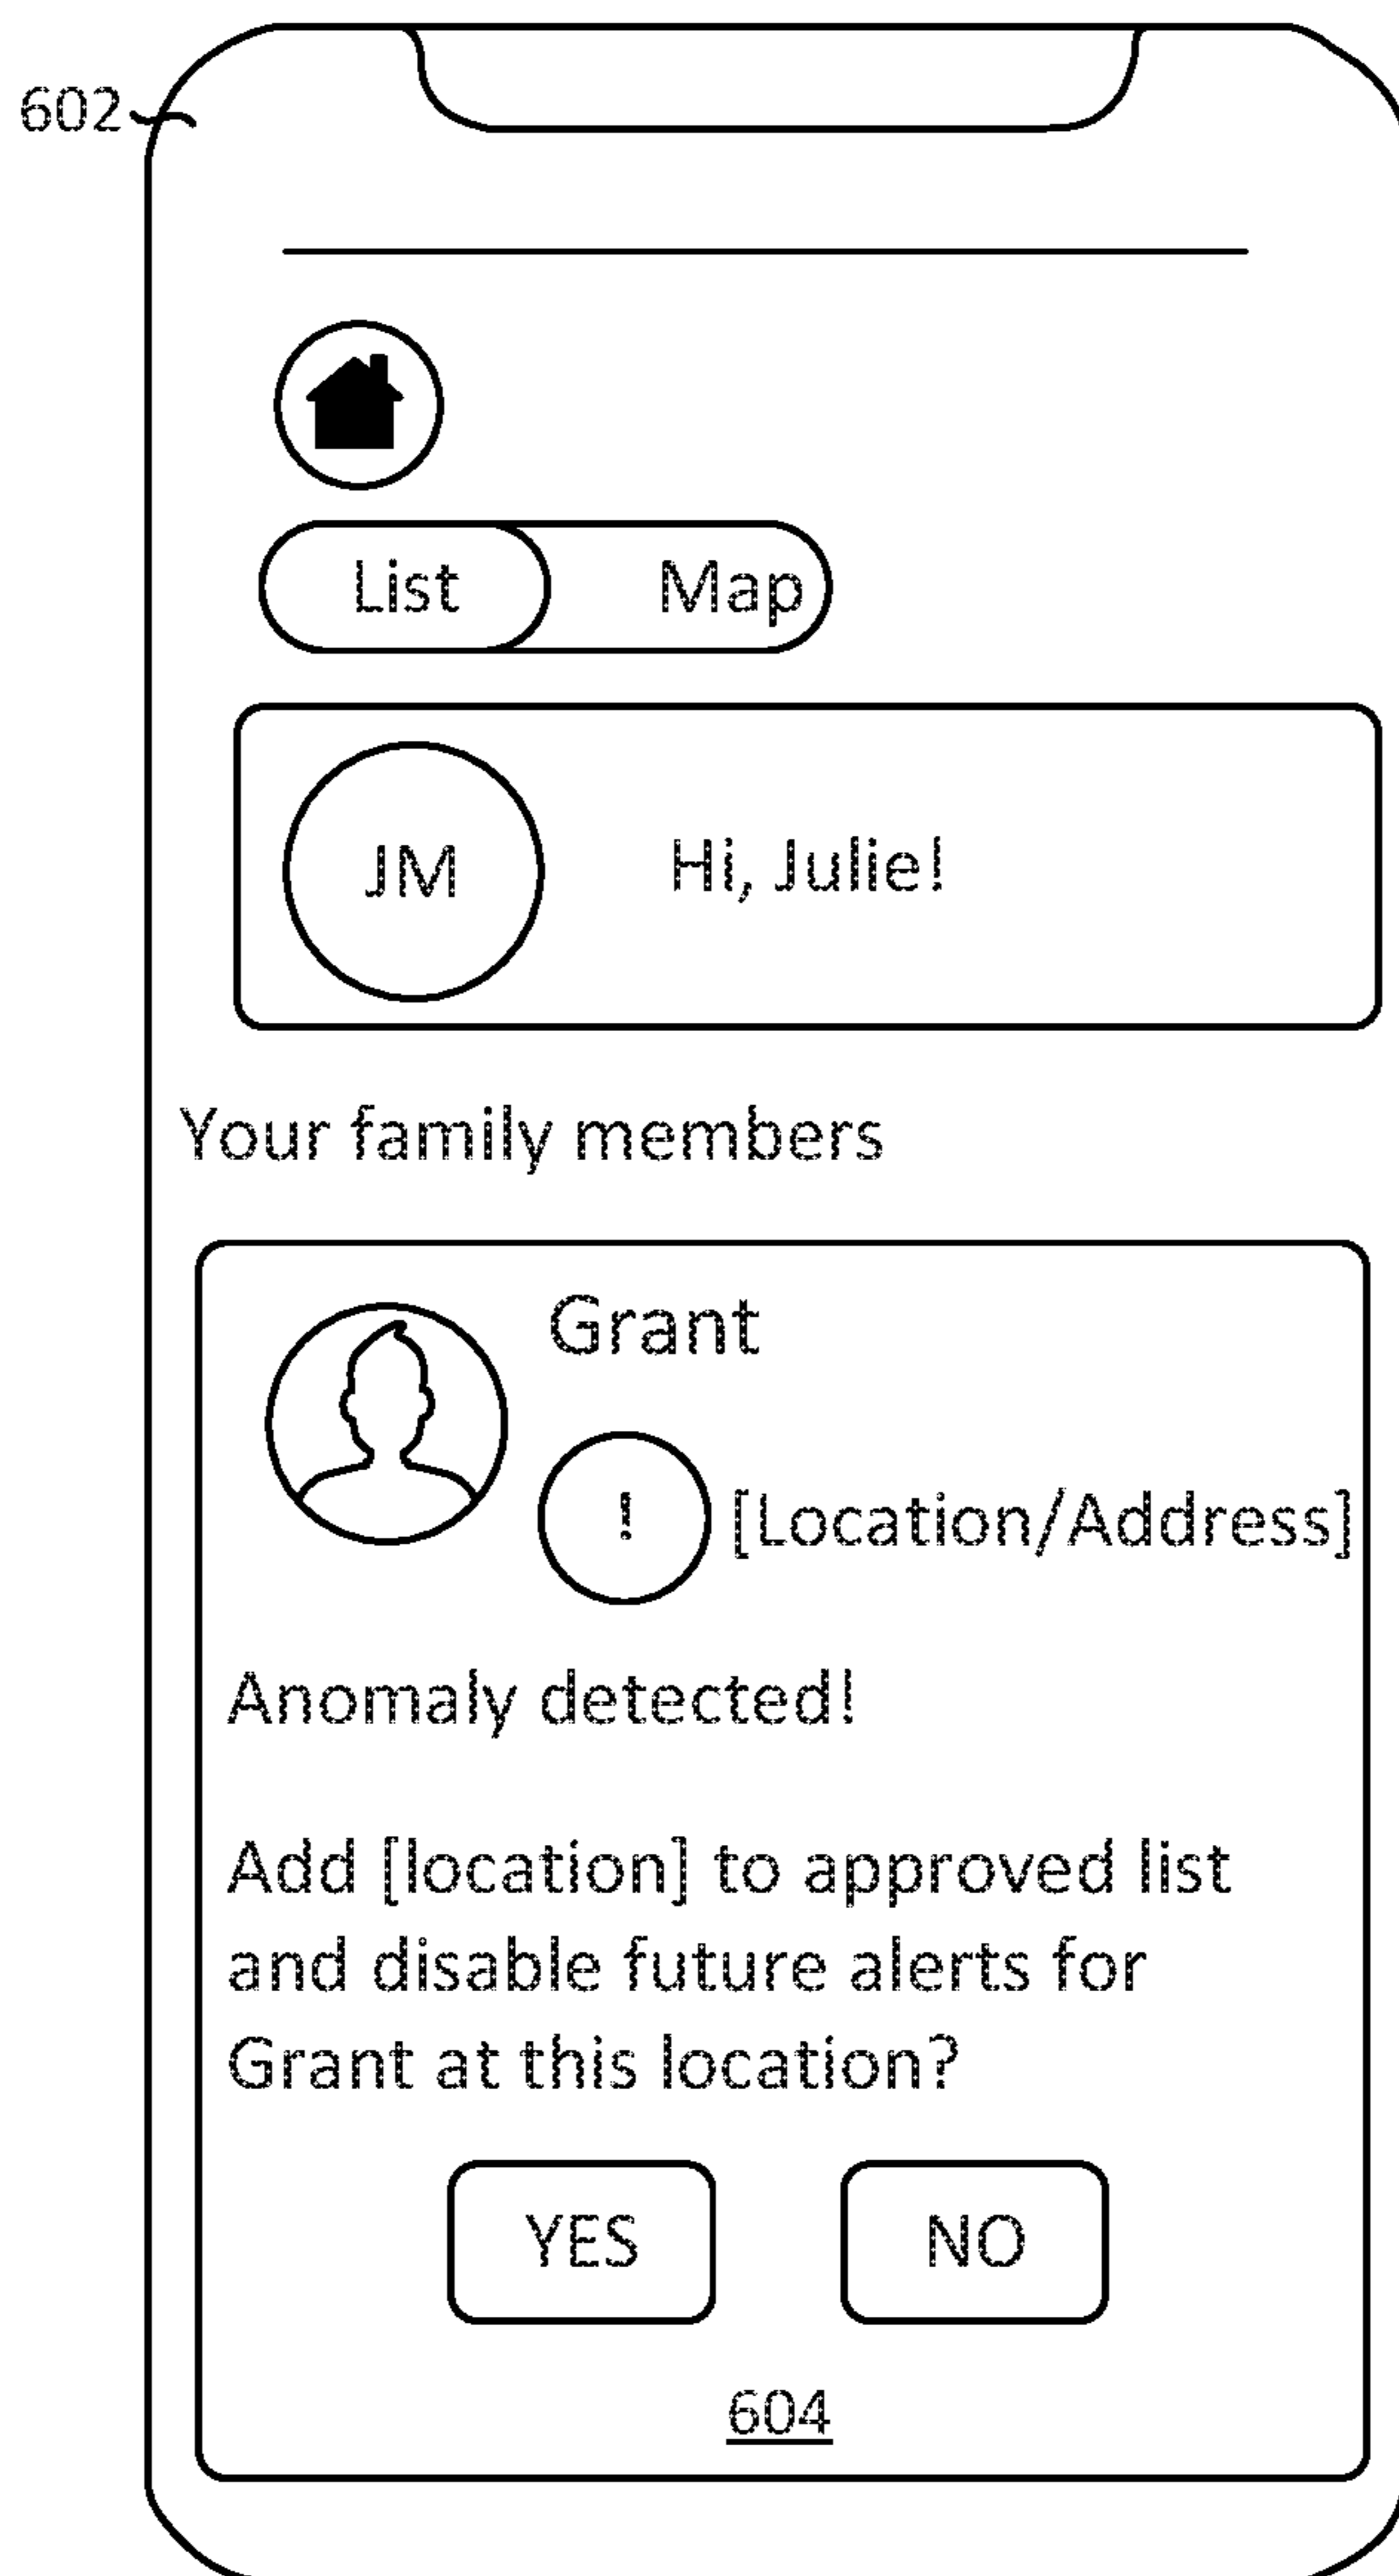 602
List Map
JM Hi, Julie!
Your family members
Grant
! [Location/Address]
Anomaly detected!
Add [location] to approved list
and disable future alerts for
Grant at this location?
YES NO
604